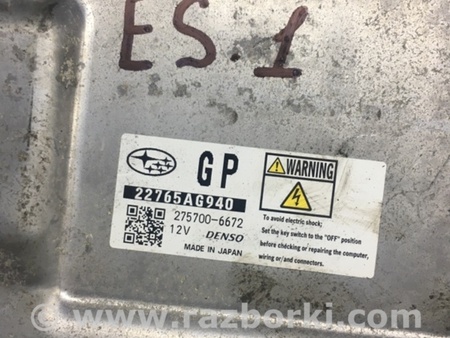 ES.1
GP
22765AG940
275700-6672
12V DENSO
MADE IN JAPAN
WARNING
To avoid electric shock;
Set the key switch to the "OFF" position
before checking or repairing the computer,
wiring or/and connectors.
© www.razborki.com